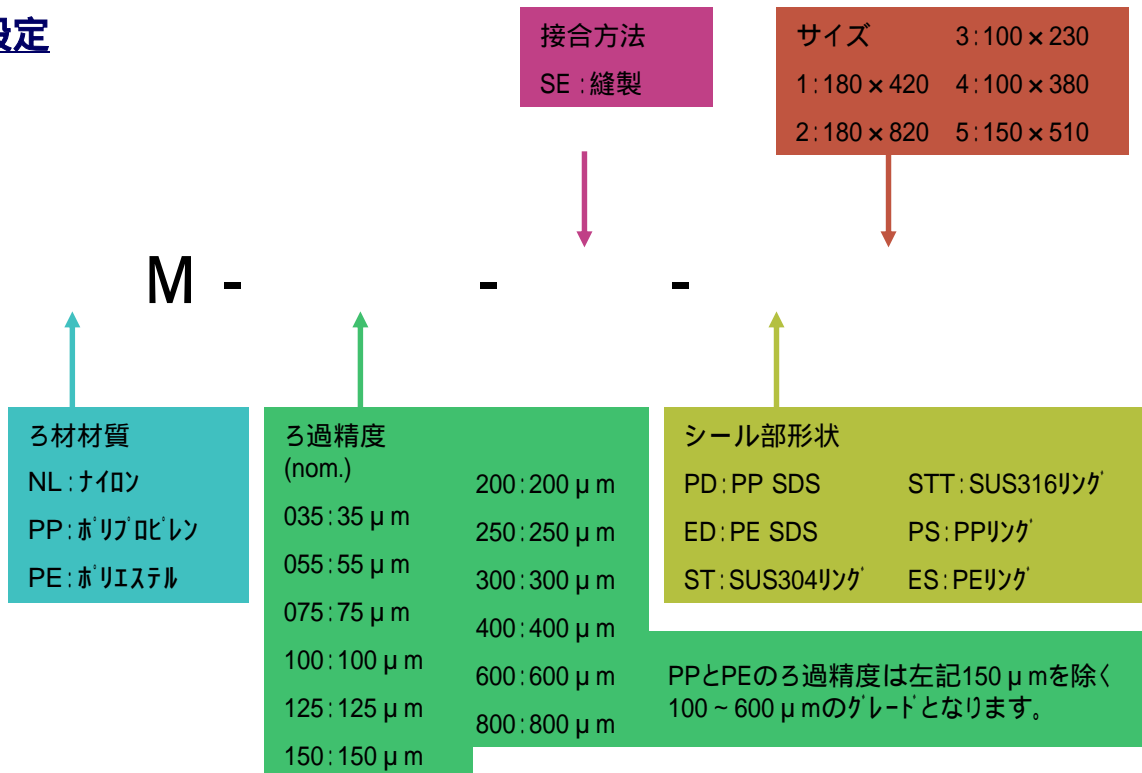 設定
接合方法
SE:縫製
サイズ 3:100×230
1:180×420 4:100×380
2:180×820 5:150×510
M - - -
ろ材材質
NL:ﾅｲﾛﾝ
PP:ﾎﾟﾘﾌﾟﾛﾋﾟﾚﾝ
PE:ﾎﾟﾘｴｽﾃﾙ
ろ過精度
(nom.)
035:35μm
055:55μm
075:75μm
100:100μm
125:125μm
150:150μm
200:200μm
250:250μm
300:300μm
400:400μm
600:600μm
800:800μm
シール部形状
PD:PP SDS STT:SUS316ﾘﾝｸﾞ
ED:PE SDS PS:PPﾘﾝｸﾞ
ST:SUS304ﾘﾝｸﾞ ES:PEﾘﾝｸﾞ
PPとPEのろ過精度は左記150μmを除く
100~600μmのｸﾞﾚｰﾄﾞとなります。